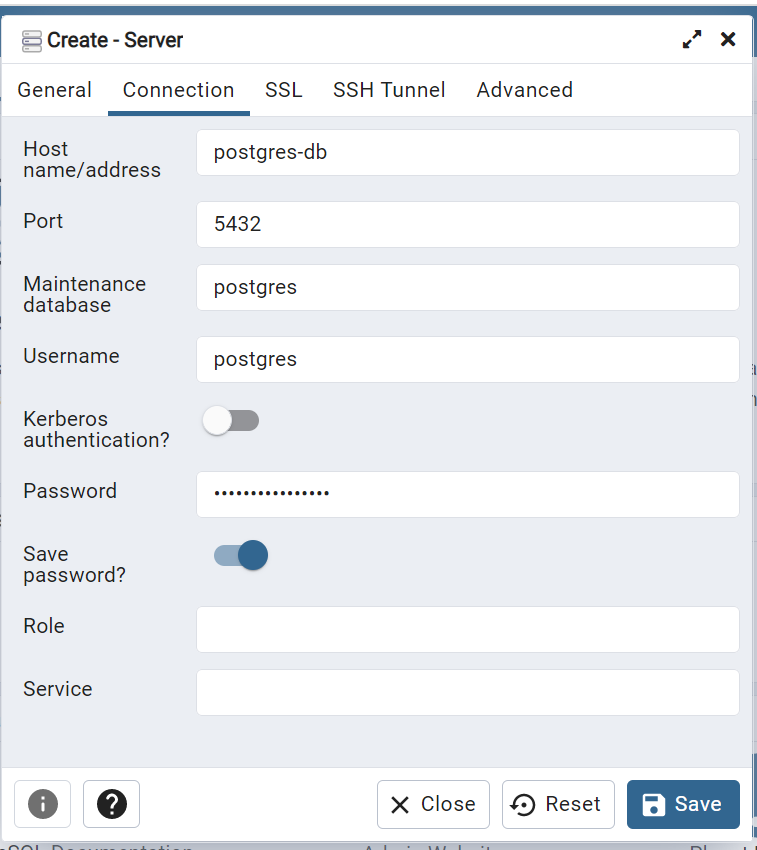 Create - Server
General Connection SSL SSH Tunnel Advanced
Host
name/address
postgres-db
Port
5432
Maintenance
database
postgres
Username
postgres
Kerberos
authentication?
Password
••••••••••••••••
Save
password?
Role
Service
Close Reset Save